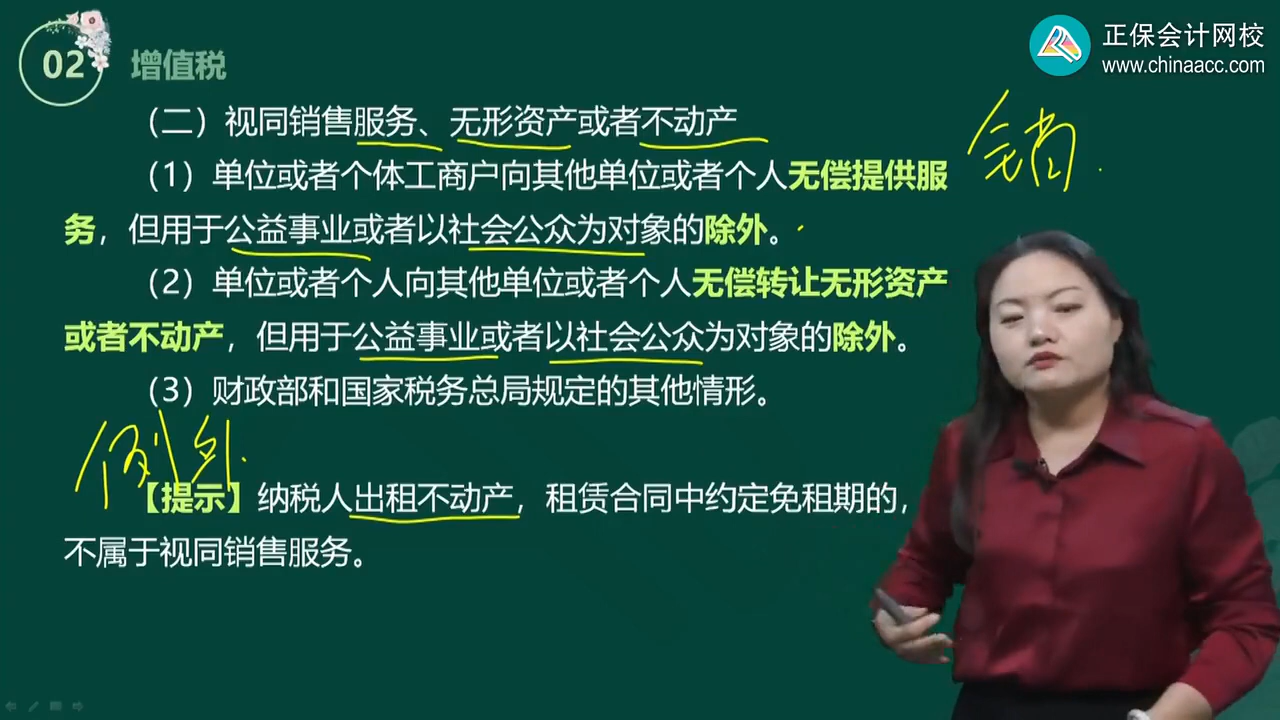 正保会计网校
www.chinaacc.com
02 增值税
（二）视同销售服务、无形资产或者不动产
（1）单位或者个体工商户向其他单位或者个人无偿提供服
务，但用于公益事业或者以社会公众为对象的除外。
（2）单位或者个人向其他单位或者个人无偿转让无形资产
或者不动产，但用于公益事业或者以社会公众为对象的除外。
（3）财政部和国家税务总局规定的其他情形。
例外
【提示】纳税人出租不动产，租赁合同中约定免租期的，
不属于视同销售服务。